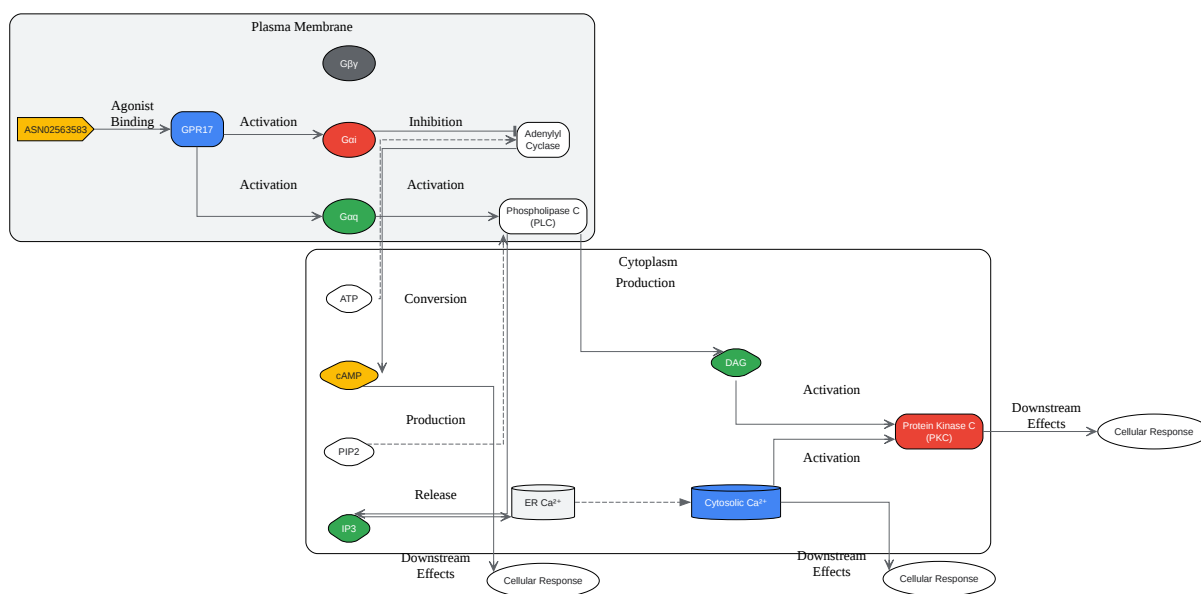 Plasma Membrane
Gβγ
Agonist
Binding
ASN02563583
GPR17
Activation
Gαi
Inhibition
Adenylyl
Cyclase
Activation
Activation
Gαq
Phospholipase C
(PLC)
Cytoplasm
Production
ATP
Conversion
DAG
cAMP
Activation
Production
PIP2
Protein Kinase C
(PKC)
Downstream
Effects
Cellular Response
Activation
Release
ER Ca²⁺
Cytosolic Ca²⁺
IP3
Downstream
Effects
Cellular Response
Downstream
Effects
Cellular Response